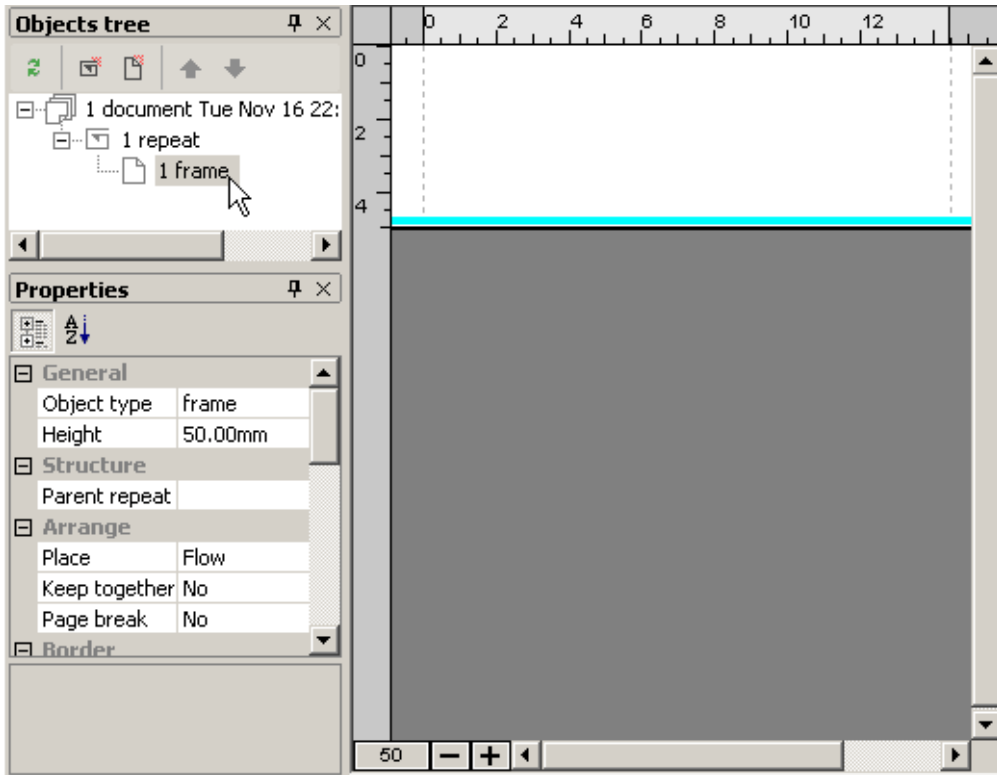 Objects tree
1 document Tue Nov 16 22:
1 repeat
1 frame
Properties
A
Z
General
Object type frame
Height 50.00mm
Structure
Parent repeat
Arrange
Place Flow
Keep together No
Page break No
Border
0 2 4 6 8 10 12
0
2
4
50